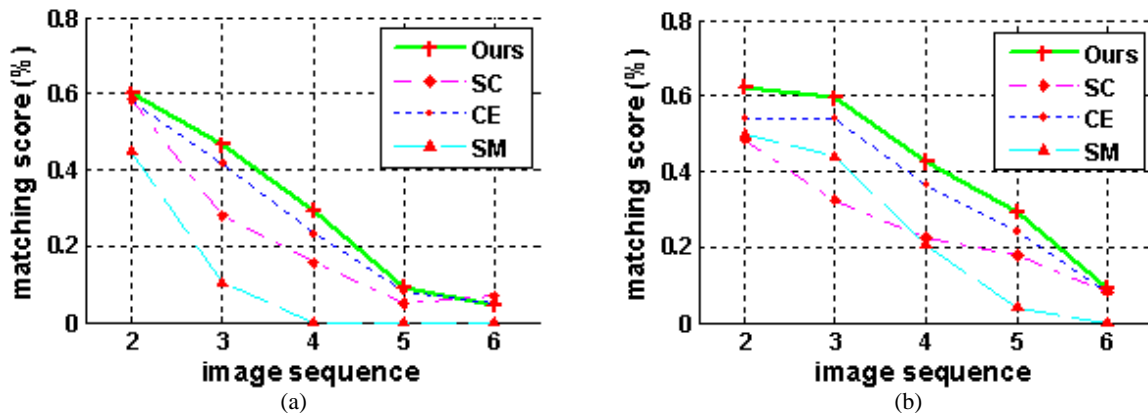 0.8
0.6
0.4
0.2
0
matching score (%)
2 3 4 5 6
image sequence
Ours
SC
CE
SM
(a)
0.8
0.6
0.4
0.2
0
matching score (%)
2 3 4 5 6
image sequence
Ours
SC
CE
SM
(b)